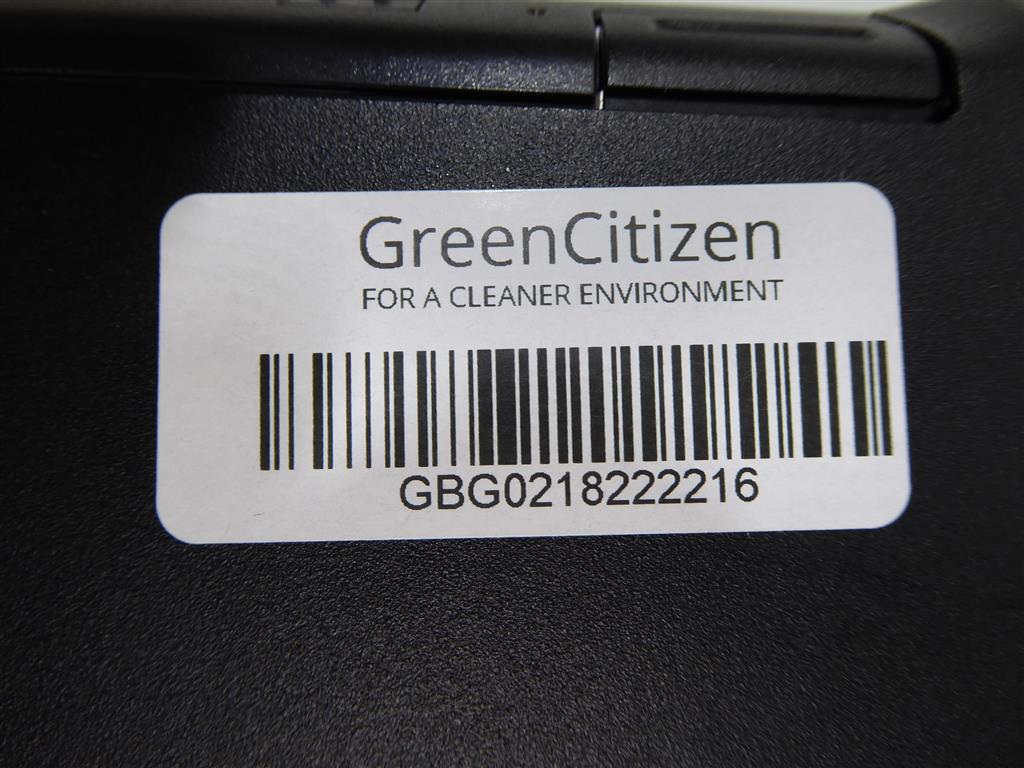 GreenCitizen
FOR A CLEANER ENVIRONMENT
GBG0218222216